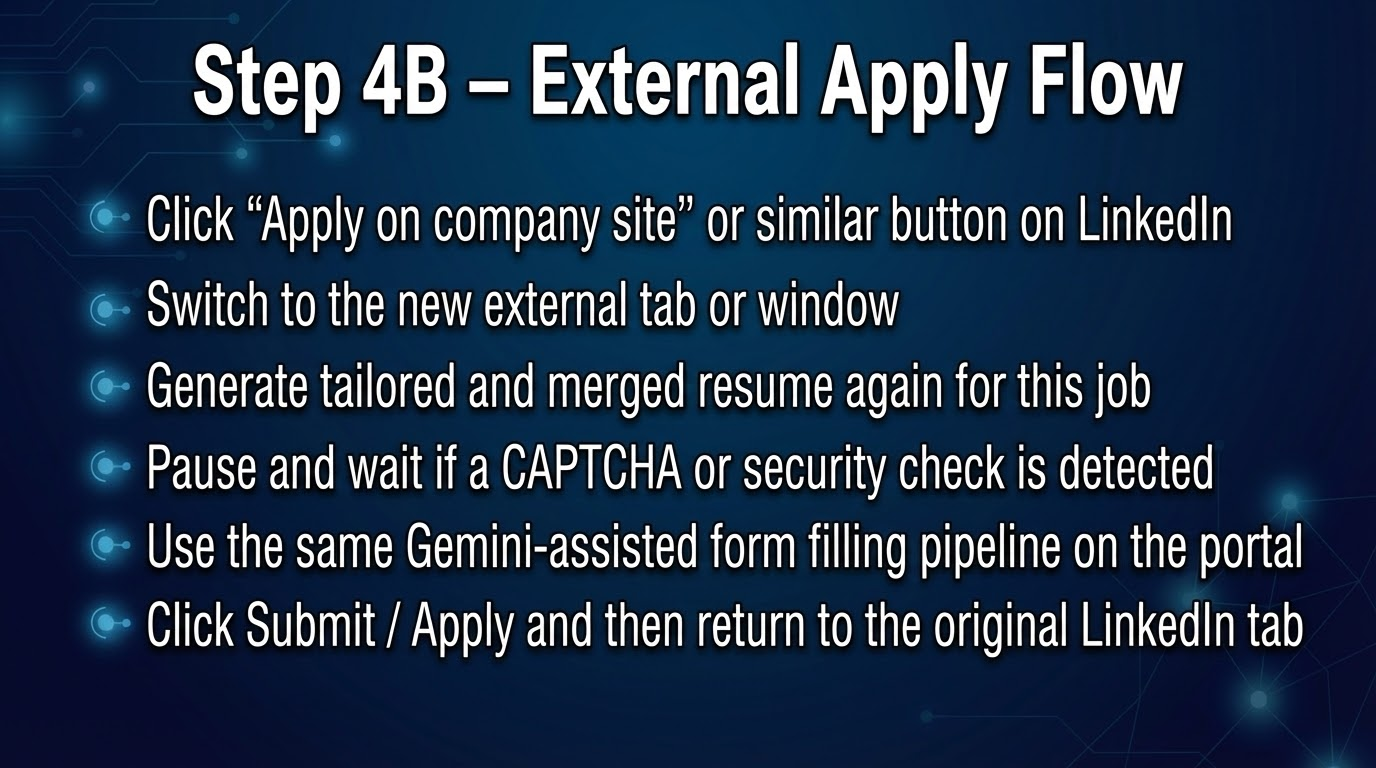 Step 4B – External Apply Flow
Click “Apply on company site” or similar button on LinkedIn
Switch to the new external tab or window
Generate tailored and merged resume again for this job
Pause and wait if a CAPTCHA or security check is detected
Use the same Gemini-assisted form filling pipeline on the portal
Click Submit / Apply and then return to the original LinkedIn tab